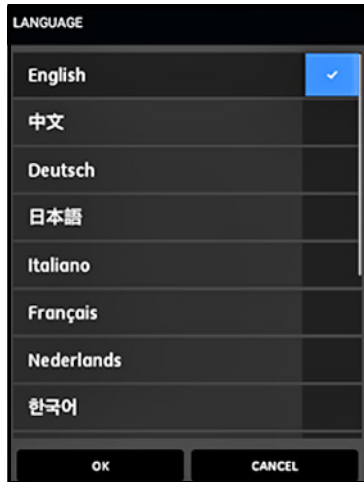 LANGUAGE
English
中文
Deutsch
日本語
Italiano
Français
Nederlands
한국어
OK CANCEL